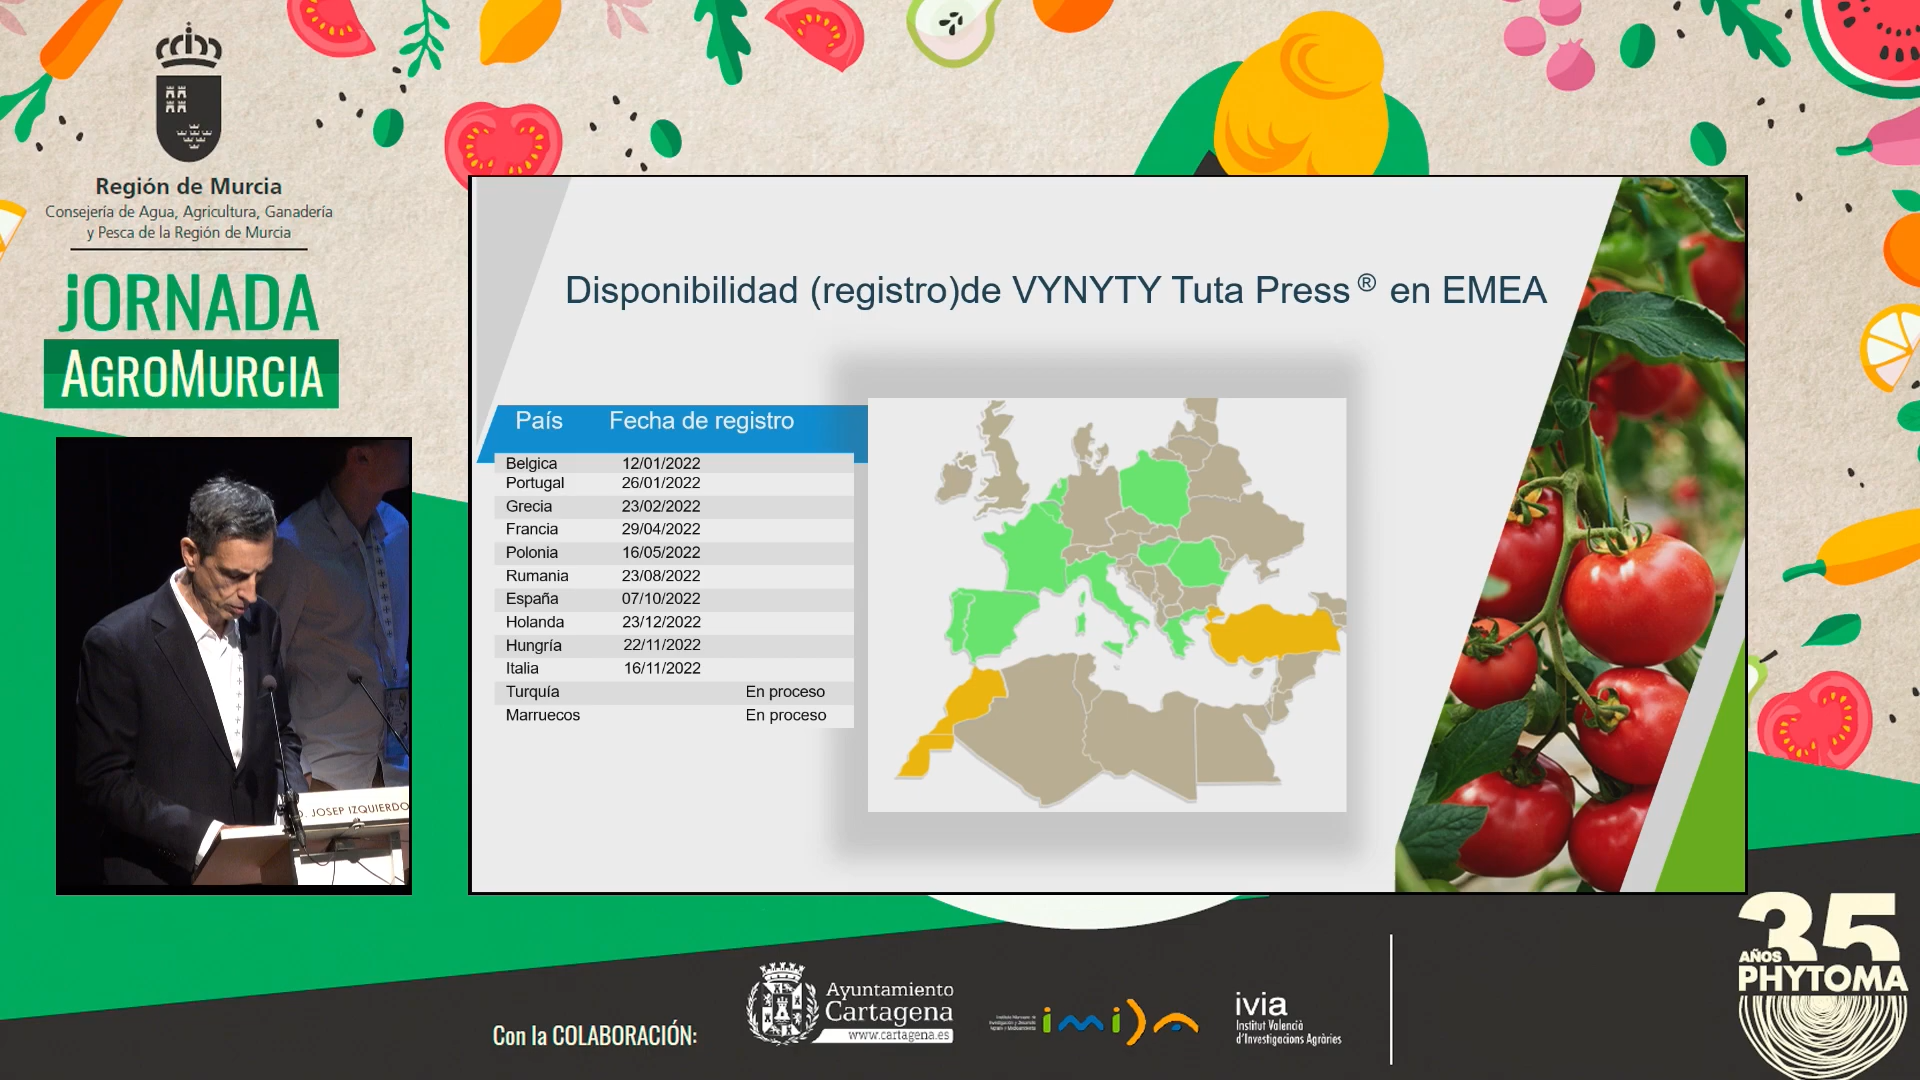 Región de Murcia
Consejería de Agua, Agricultura, Ganadería
y Pesca de la Región de Murcia
jORNADA
AGROMURCIA
Disponibilidad (registro)de VYNYTY Tuta Press® en EMEA
País Fecha de registro
Belgica 12/01/2022
Portugal 26/01/2022
Grecia 23/02/2022
Francia 29/04/2022
Polonia 16/05/2022
Rumania 23/08/2022
España 07/10/2022
Holanda 23/12/2022
Hungría 22/11/2022
Italia 16/11/2022
Turquía En proceso
Marruecos En proceso
D. JOSEP IZQUIERDO
Con la COLABORACIÓN:
Ayuntamiento
Cartagena
www.cartagena.es
imida
ivia
Institut Valencià
d'Investigacions Agràries
35
AÑOS
PHYTOMA